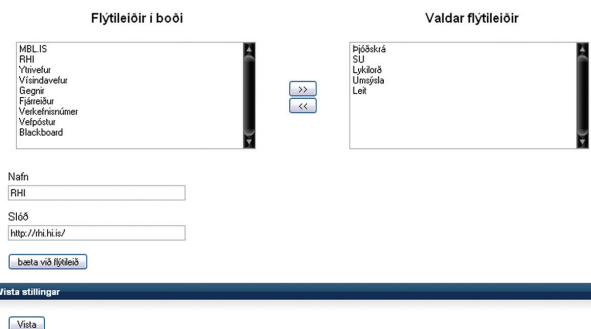 Flýtileiðir í boði
MBL.IS
RHI
Ytrivefur
Vísindavefur
Gegnir
Fjárreiður
Verkefnisnúmer
Vefpóstur
Blackboard
>>
<<
Valdar flýtileiðir
Þjóðskrá
SU
Lykilorð
Umsýsla
Leit
Nafn
RHI
Slóð
http://rhi.hi.is/
bæta við flýtileið
Vista stillingar
Vista